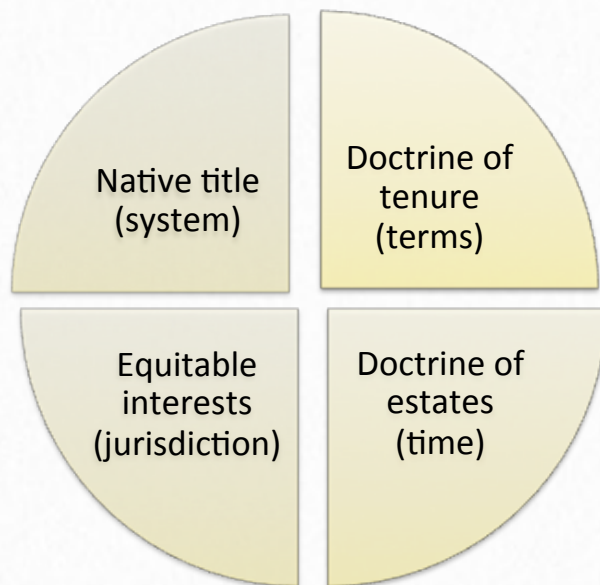 Native title
(system)
Doctrine of
tenure
(terms)
Equitable
interests
(jurisdiction)
Doctrine of
estates
(time)